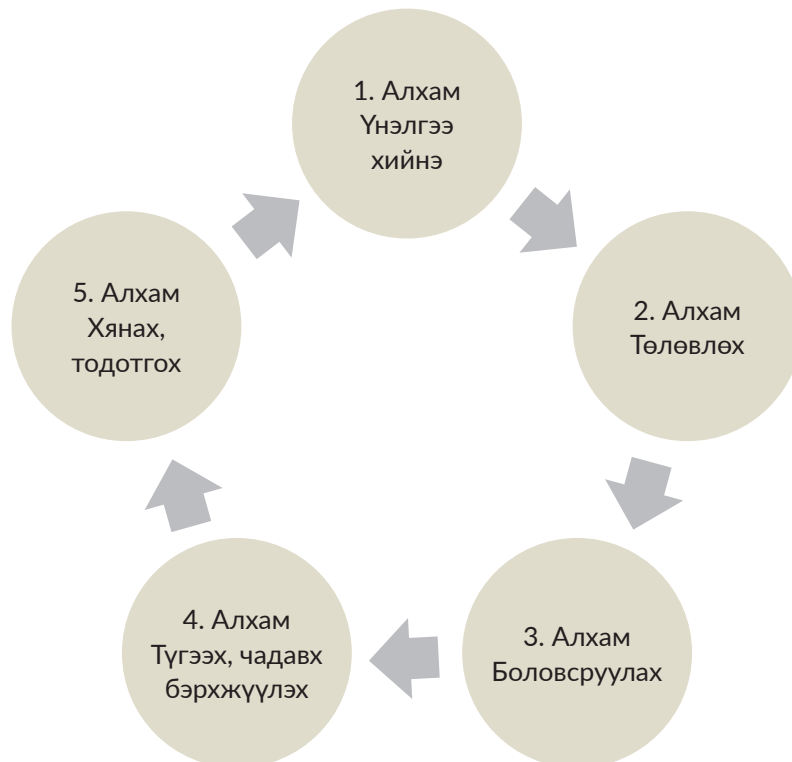 1. Алхам
Үнэлгээ
хийнэ
2. Алхам
Төлөвлөх
3. Алхам
Боловсруулах
4. Алхам
Түгээх, чадавх
бэрхжүүлэх
5. Алхам
Хянах,
тодотгох